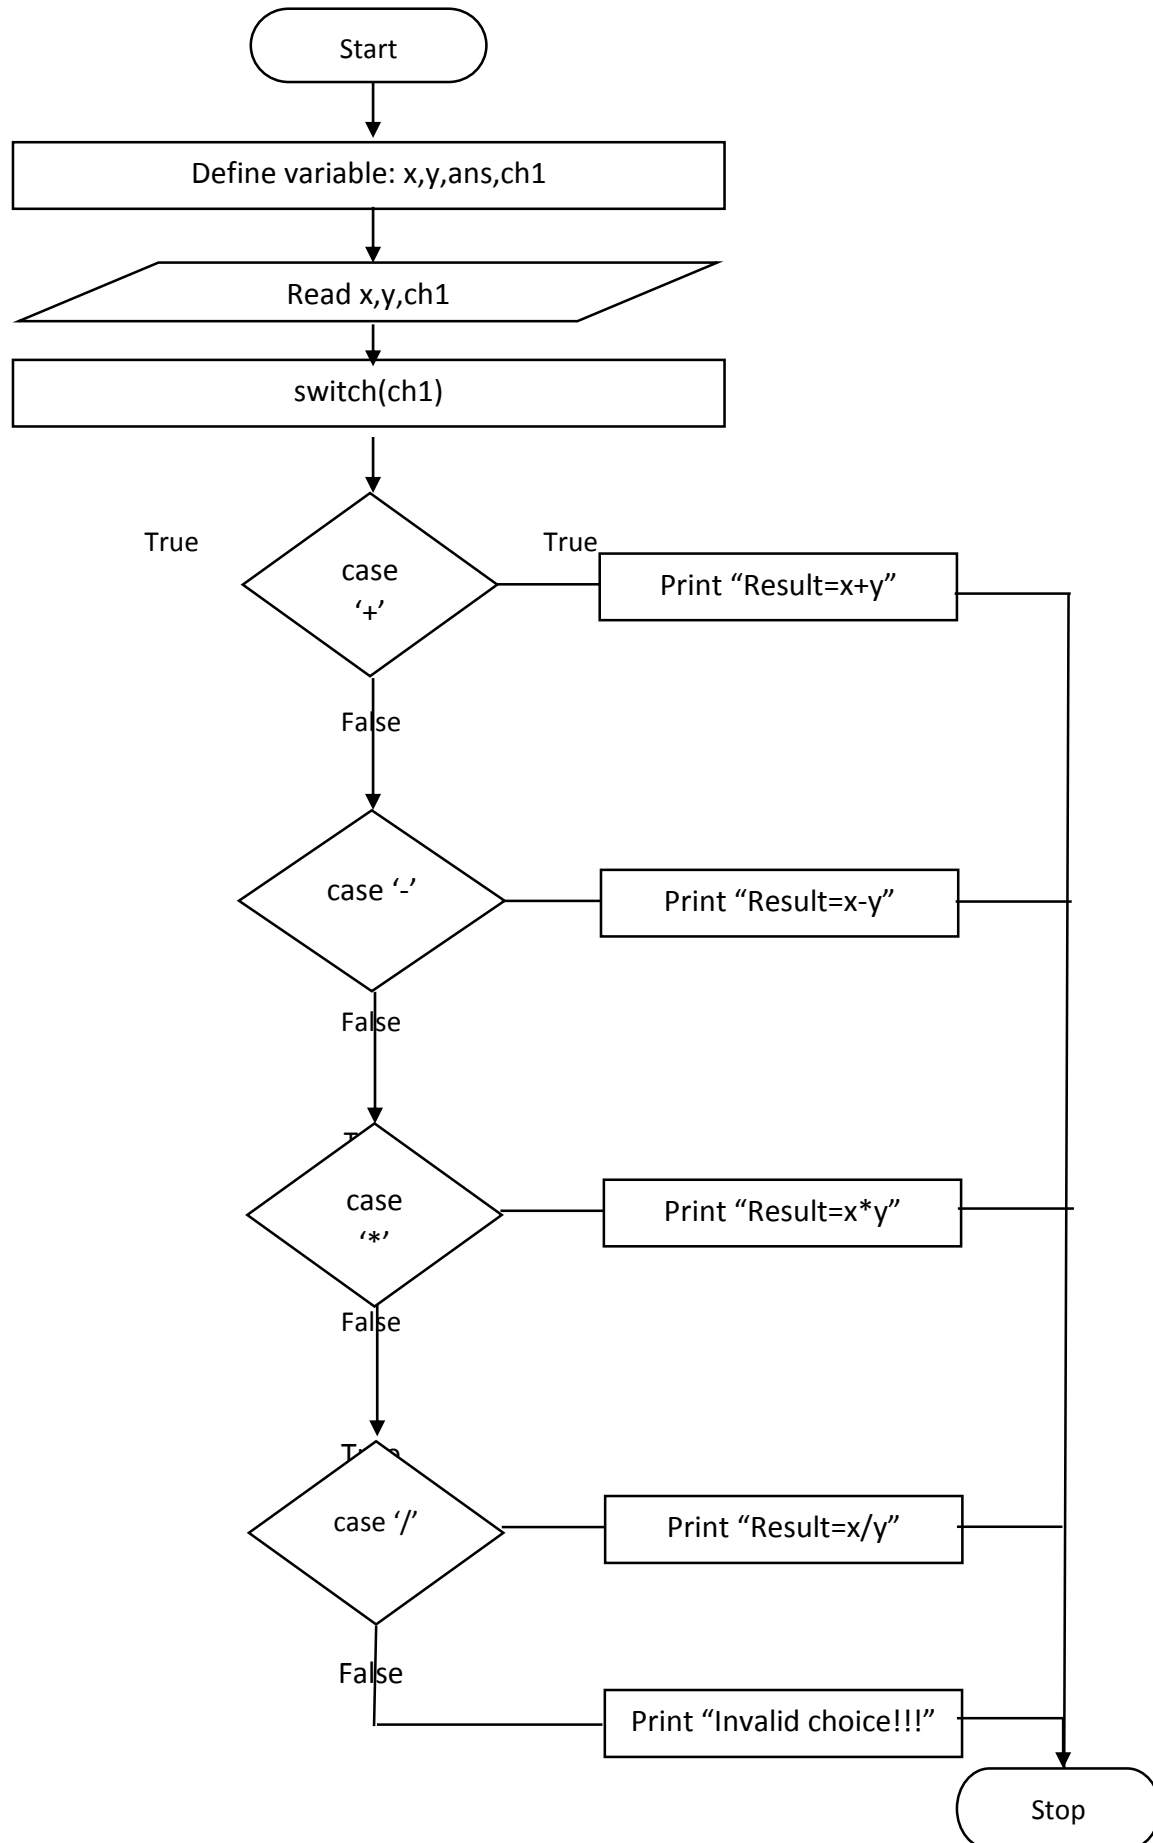 Start
Define variable: x,y,ans,ch1
Read x,y,ch1
switch(ch1)
True
True
case
‘+’
Print “Result=x+y”
False
case ‘-’
Print “Result=x-y”
False
case
‘*’
Print “Result=x*y”
False
case ‘/’
Print “Result=x/y”
False
Print “Invalid choice!!!”
Stop